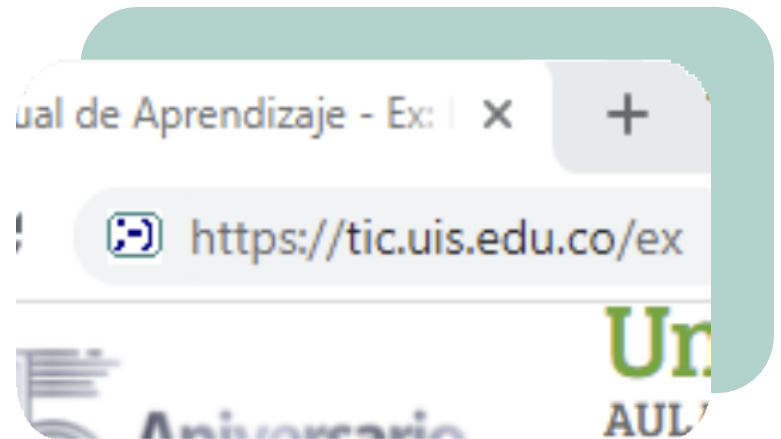 ual de Aprendizaje - Ex:
https://tic.uis.edu.co/ex
Un
Aniversario
AUL